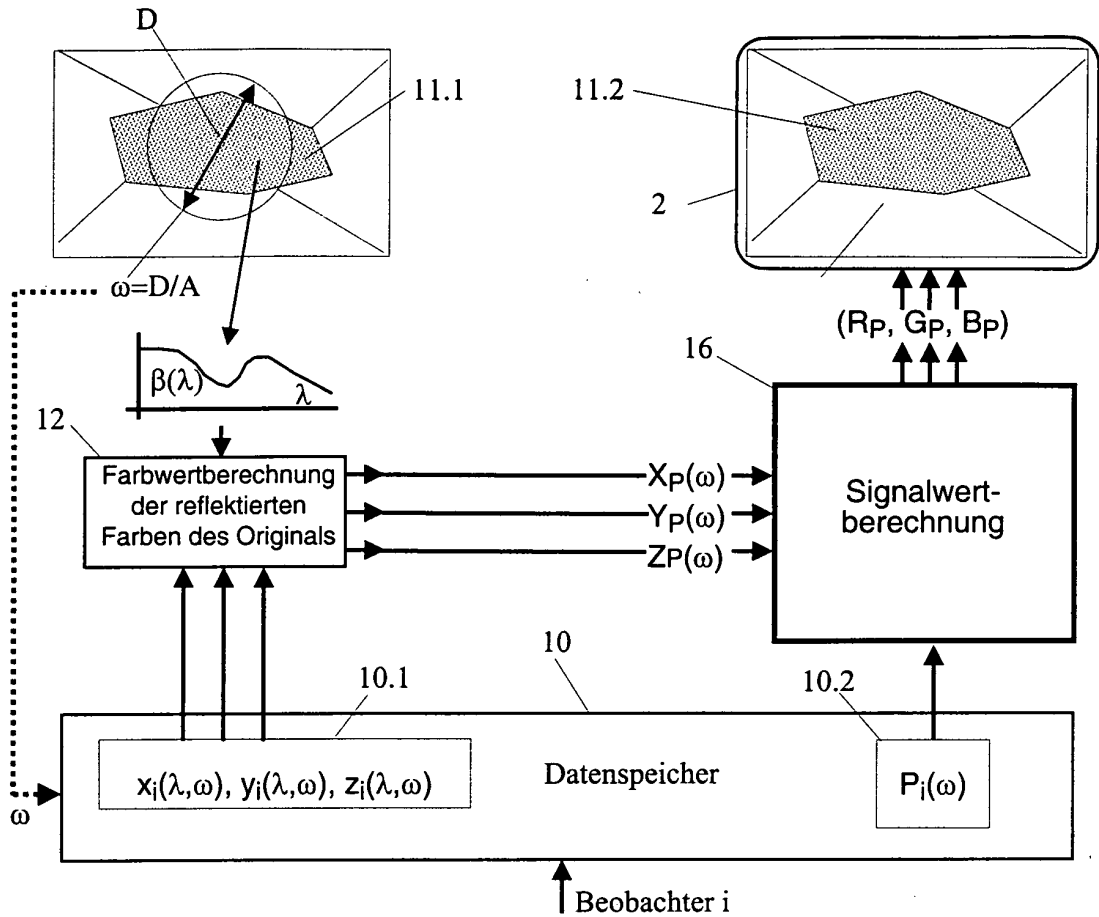 D
11.1
11.2
2
ω=D/A
(RP, GP, BP)
16
β(λ)
λ
12
Farbwertberechnung
der reflektierten
Farben des Originals
XP(ω)
YP(ω)
ZP(ω)
Signalwert-
berechnung
10
10.1
10.2
xi(λ,ω), yi(λ,ω), zi(λ,ω)
Datenspeicher
Pi(ω)
ω
Beobachter i